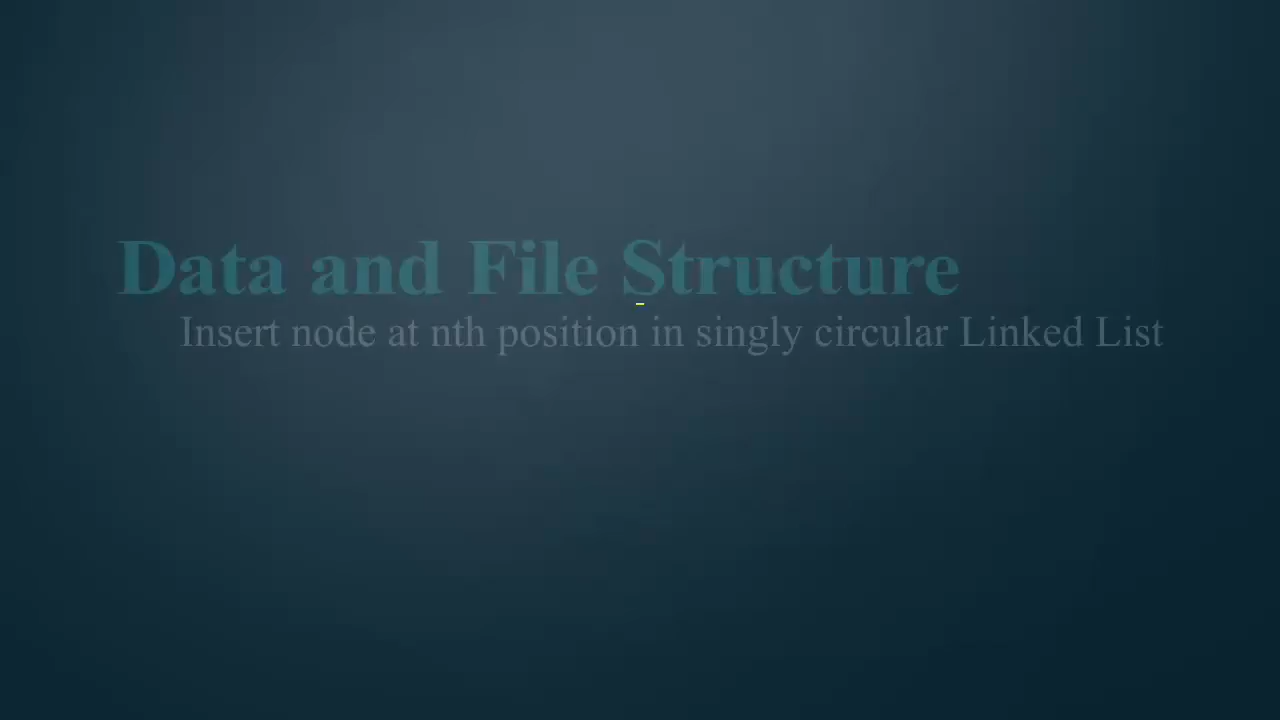 Data and File Structure
Insert node at nth position in singly circular Linked List